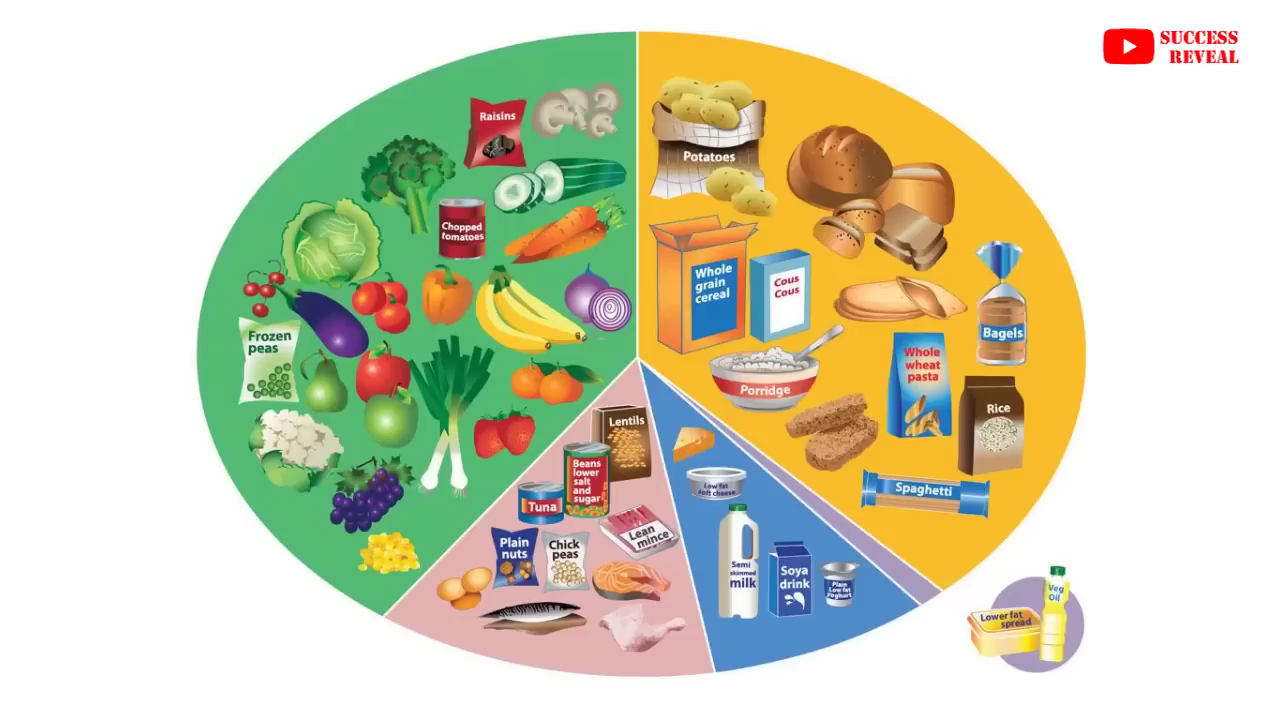 SUCCESS
REVEAL
Raisins
Potatoes
Chopped
tomatoes
Whole
grain
cereal
Cous
Cous
Bagels
Frozen
peas
Whole
wheat
pasta
Porridge
Rice
Lentils
Beans
lower
salt
and
sugar
Low fat
soft cheese
Spaghetti
Tuna
Lean
mince
Plain
nuts
Chick
peas
Semi
skimmed
milk
Soya
drink
Plain
Low fat
yoghurt
Veg
Oil
Lower fat
spread